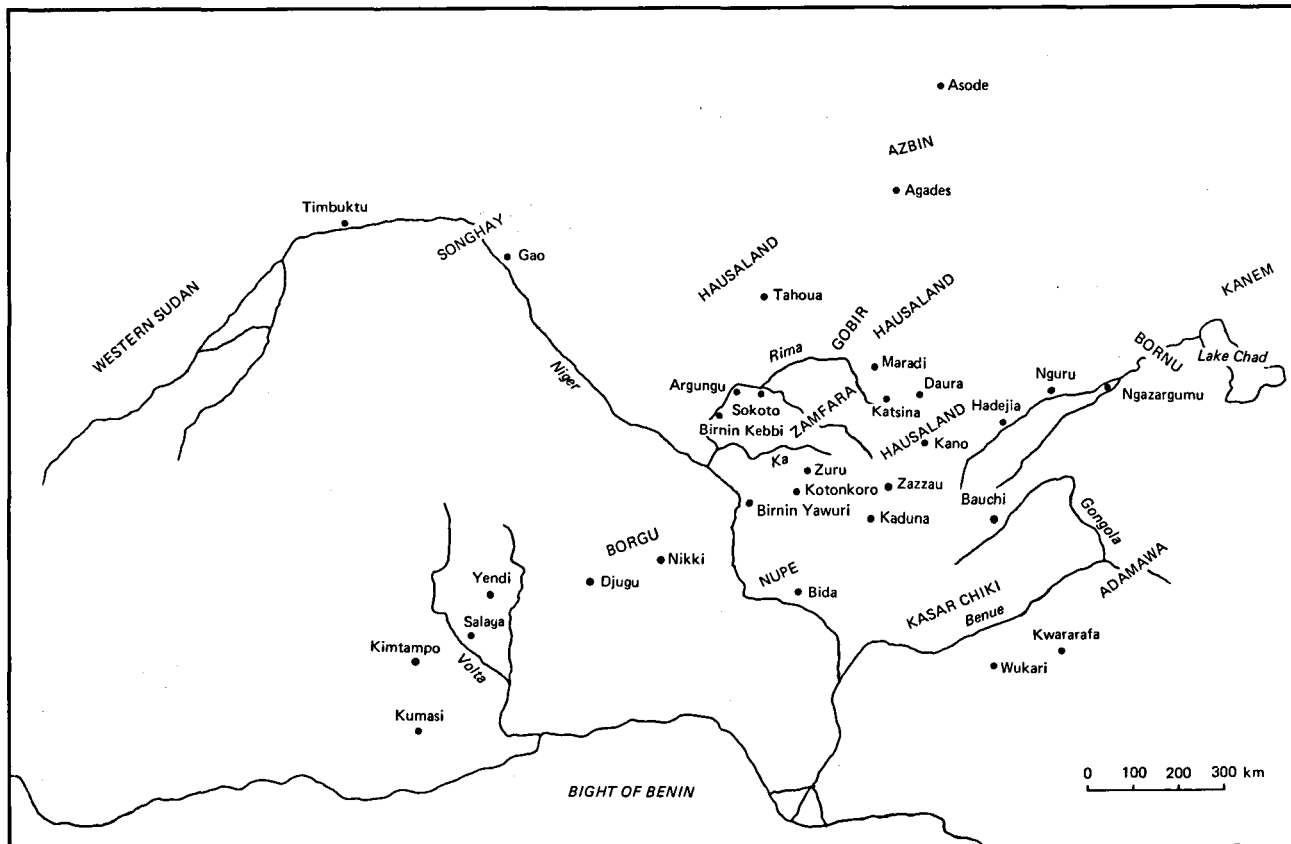 Asode
AZBIN
Agades
Timbuktu
SONGHAY
Gao
HAUSALAND
Tahoua
HAUSALAND
KANEM
WESTERN SUDAN
GOBIR
Rima
Maradi
BORNU
Lake Chad
Niger
Argungu
Sokoto
Daura
Katsina
Nguru
Ngazargumu
Birnin Kebbi
ZAMFARA
HAUSALAND
Hadejia
Kano
Ka
Zuru
Kotonkoro
Zazzau
Birnin Yawuri
Kaduna
Bauchi
Gongola
BORGU
Nikki
Djugu
Yendi
NUPE
Bida
ADAMAWA
KASAR CHIKI
Benue
Salaya
Kwararafa
Kimtampo
Volta
Wukari
Kumasi
0 100 200 300 km
BIGHT OF BENIN